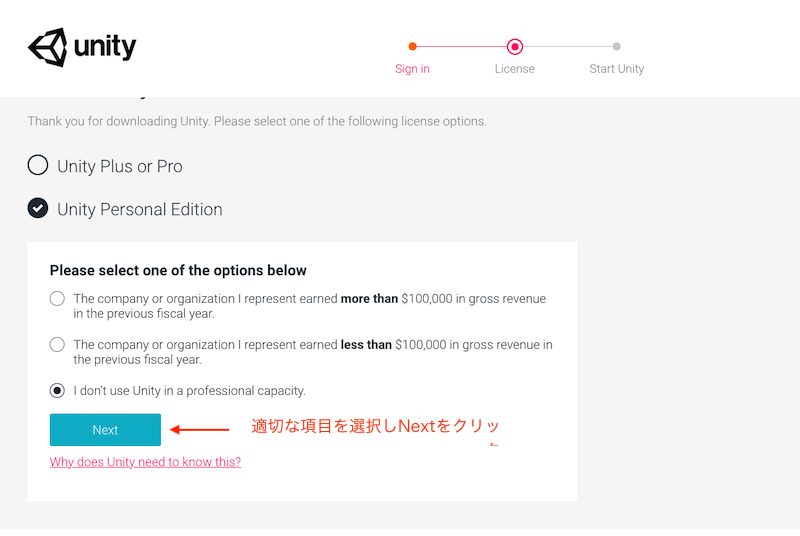 unity
Sign in
License
Start Unity
Thank you for downloading Unity. Please select one of the following license options.
Unity Plus or Pro
Unity Personal Edition
Please select one of the options below
The company or organization I represent earned more than $100,000 in gross revenue
in the previous fiscal year.
The company or organization I represent earned less than $100,000 in gross revenue in
the previous fiscal year.
I don't use Unity in a professional capacity.
Next
適切な項目を選択しNextをクリッ
Why does Unity need to know this?